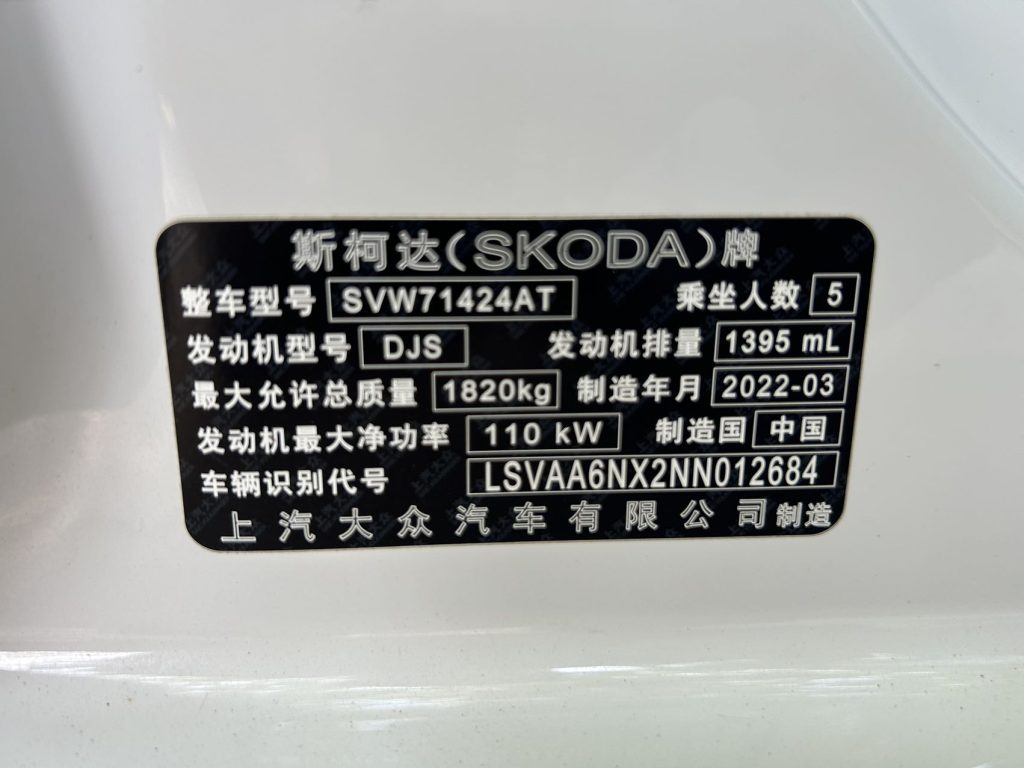 斯柯达(SKODA)牌
整车型号 SVW71424AT 乘坐人数 5
发动机型号 DJS 发动机排量 1395 mL
最大允许总质量 1820kg 制造年月 2022-03
发动机最大净功率 110 kW 制造国 中国
车辆识别代号 LSVAA6NX2NN012684
上汽大众汽车有限公司制造